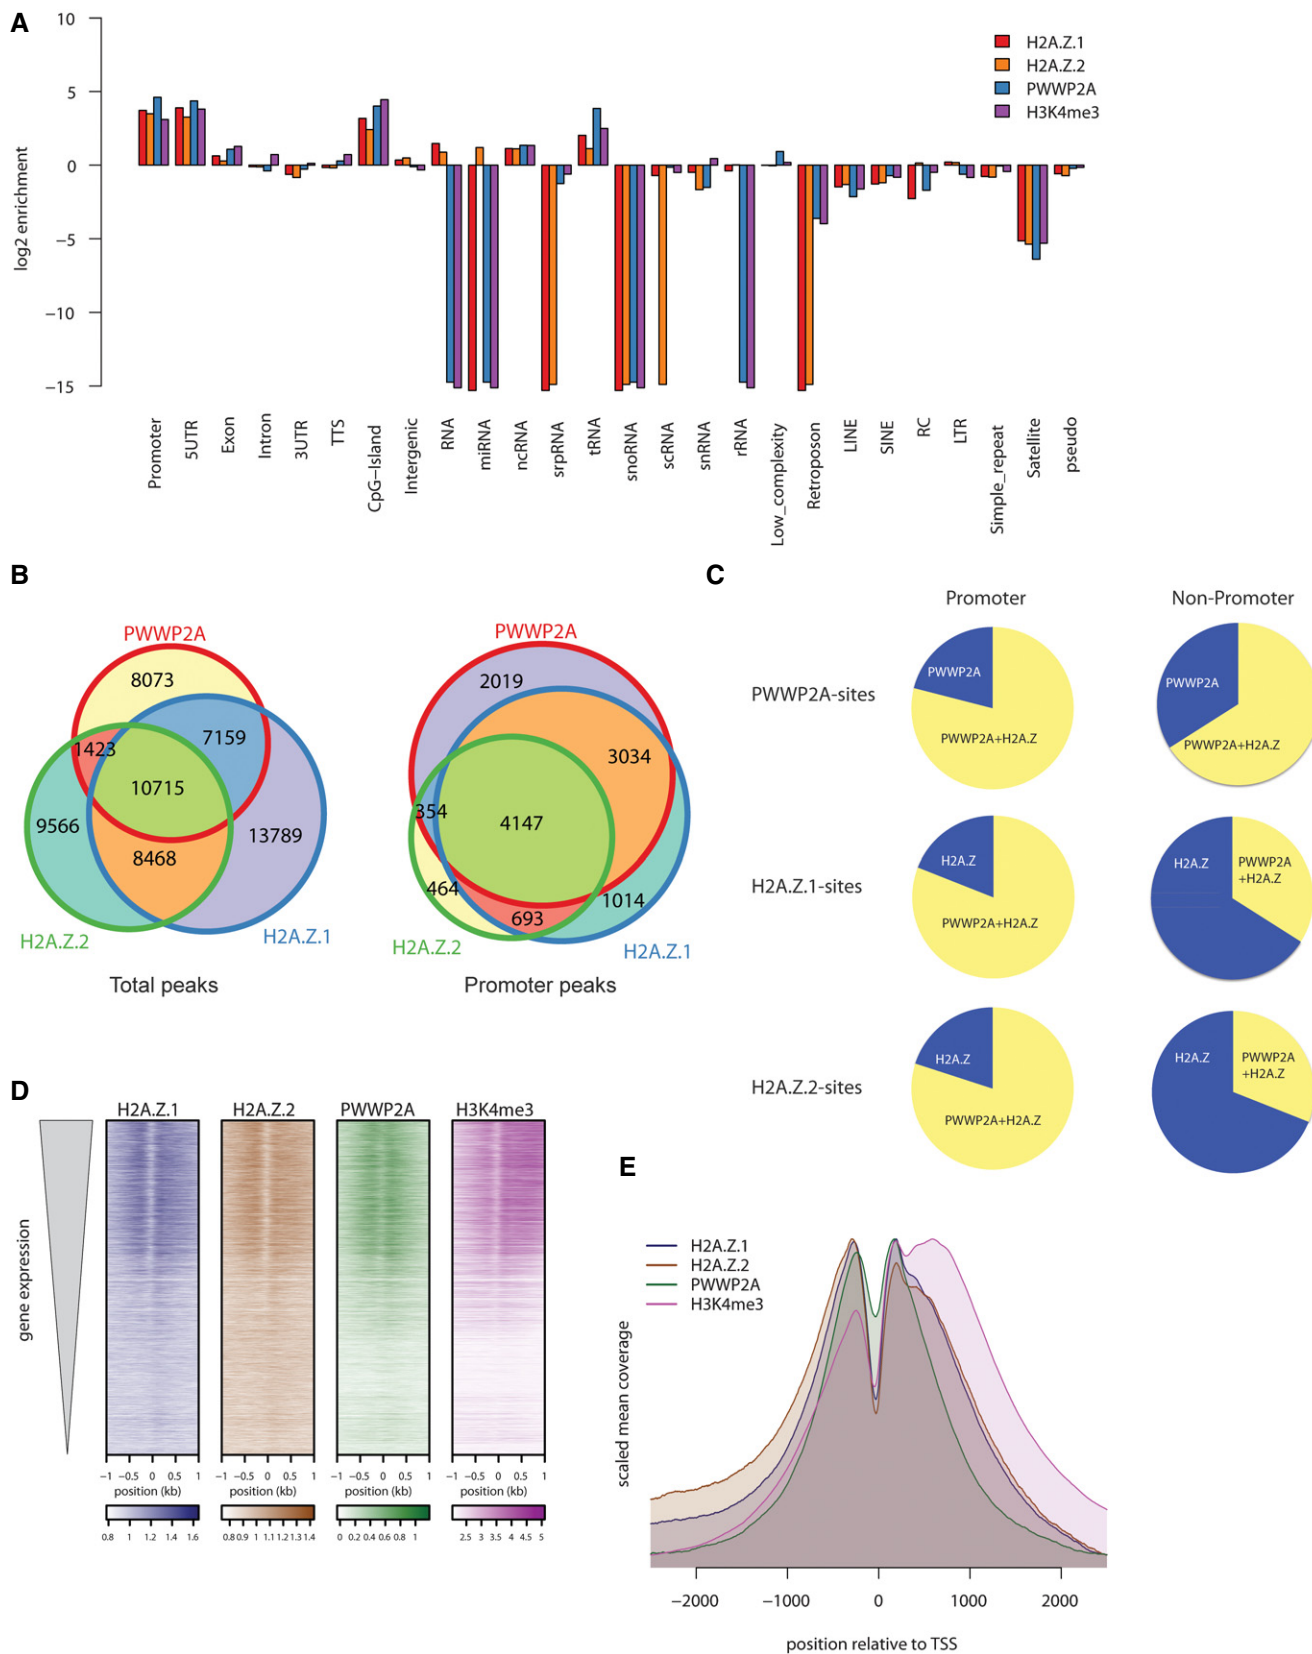 A
10
5
0
−5
−10
−15
log2 enrichment
H2A.Z.1
H2A.Z.2
PWWP2A
H3K4me3
Promoter
5UTR
Exon
Intron
3UTR
TTS
CpG−Island
Intergenic
RNA
miRNA
ncRNA
srpRNA
tRNA
snoRNA
scRNA
snRNA
rRNA
Low_complexity
Retroposon
LINE
SINE
RC
LTR
Simple_repeat
Satellite
pseudo
B
PWWP2A
8073
1423
7159
10715
9566
13789
8468
H2A.Z.2
H2A.Z.1
Total peaks
PWWP2A
2019
3034
354
4147
464
1014
693
H2A.Z.2
H2A.Z.1
Promoter peaks
C
Promoter
Non-Promoter
PWWP2A-sites
PWWP2A
PWWP2A+H2A.Z
PWWP2A
PWWP2A+H2A.Z
H2A.Z.1-sites
H2A.Z
PWWP2A+H2A.Z
H2A.Z
PWWP2A
+H2A.Z
H2A.Z.2-sites
H2A.Z
PWWP2A+H2A.Z
H2A.Z
PWWP2A
+H2A.Z
D
H2A.Z.1
H2A.Z.2
PWWP2A
H3K4me3
gene expression
−1 −0.5 0 0.5 1
−1 −0.5 0 0.5 1
−1 −0.5 0 0.5 1
−1 −0.5 0 0.5 1
position (kb)
position (kb)
position (kb)
position (kb)
0.8 1 1.2 1.4 1.6
0.8 0.9 1 1.1 1.2 1.3 1.4
0 0.2 0.4 0.6 0.8 1
2.5 3 3.5 4 4.5 5
E
H2A.Z.1
H2A.Z.2
PWWP2A
H3K4me3
scaled mean coverage
−2000 −1000 0 1000 2000
position relative to TSS